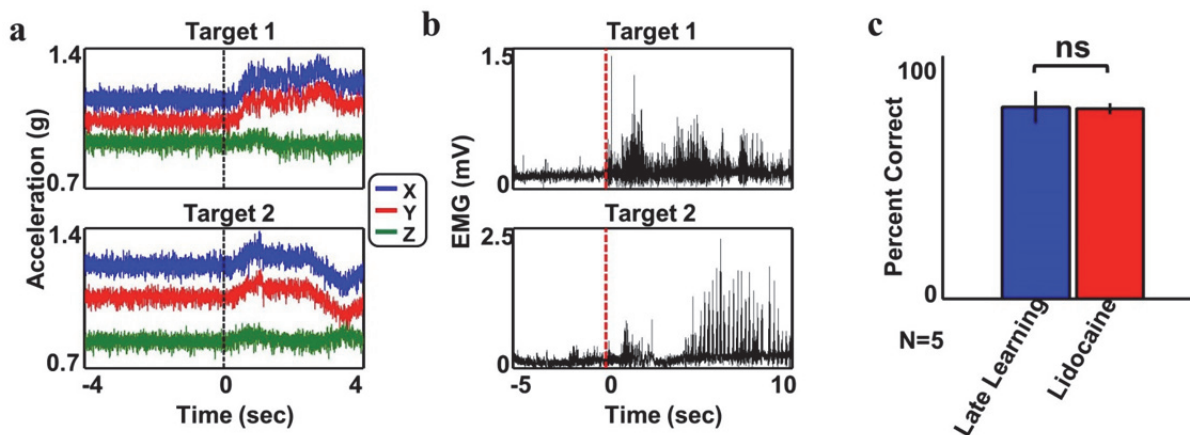 a
Target 1
1.4
0.7
Acceleration (g)
Target 2
1.4
0.7
-4 0 4
Time (sec)
X
Y
Z
b
Target 1
1.5
0
EMG (mV)
Target 2
2.5
0
-5 0 10
Time (sec)
c
ns
100
0
Percent Correct
N=5
Late Learning
Lidocaine